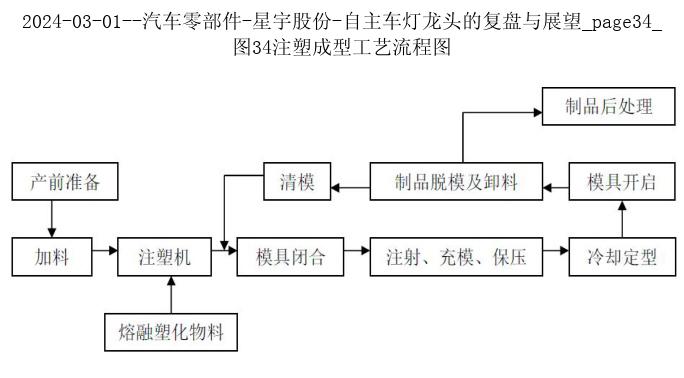 2024-03-01--汽车零部件-星宇股份-自主车灯龙头的复盘与展望_page34_
图34注塑成型工艺流程图
制品后处理
产前准备
清模
制品脱模及卸料
模具开启
加料
注塑机
模具闭合
注射、充模、保压
冷却定型
熔融塑化物料